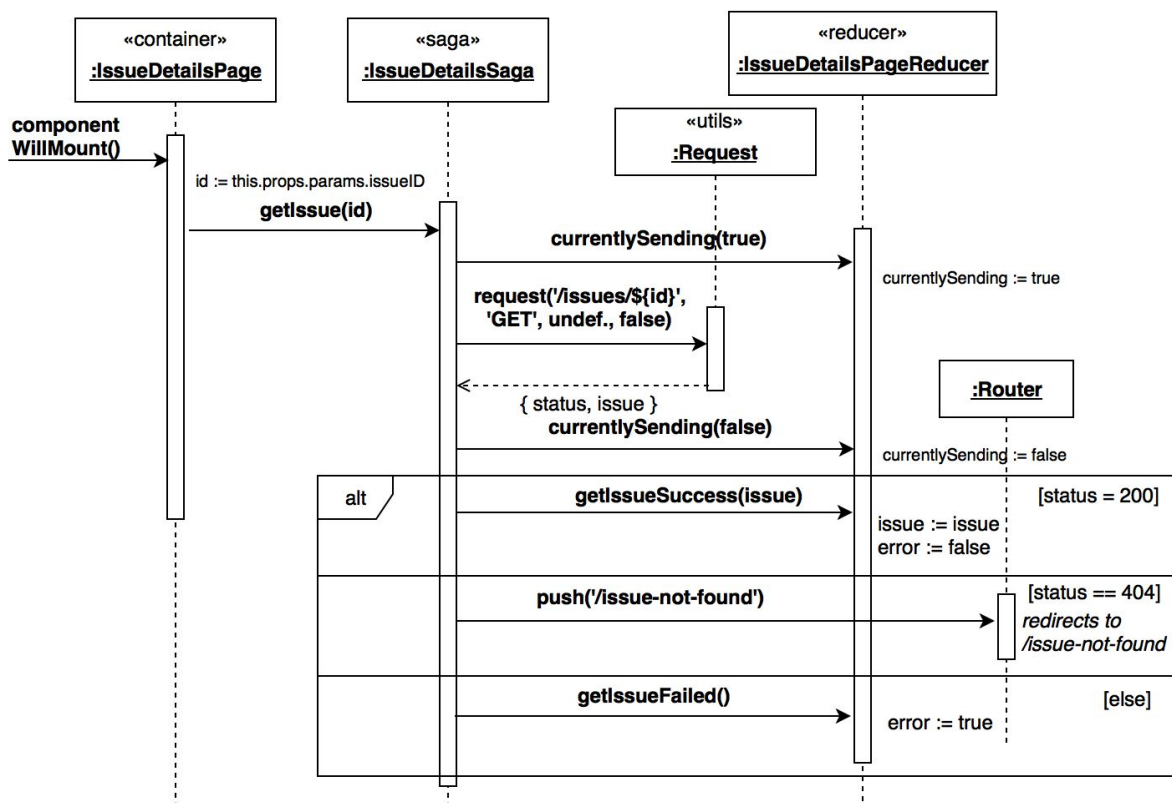 «container»
:IssueDetailsPage
«saga»
:IssueDetailsSaga
«reducer»
:IssueDetailsPageReducer
«utils»
:Request
component
WillMount()
id := this.props.params.issueID
getIssue(id)
currentlySending(true)
currentlySending := true
request('/issues/${id}',
'GET', undef., false)
{ status, issue }
:Router
currentlySending(false)
currentlySending := false
alt
getIssueSuccess(issue)
[status = 200]
issue := issue
error := false
push('/issue-not-found')
[status == 404]
redirects to
/issue-not-found
getIssueFailed()
[else]
error := true